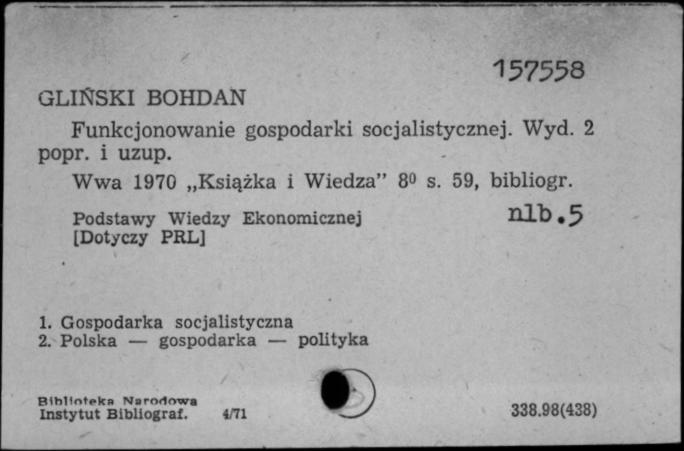 157558
GLIŃSKI BOHDAN
Funkcjonowanie gospodarki socjalistycznej. Wyd. 2
popr. i uzup.
Wwa 1970 „Książka i Wiedza” 8⁰ s. 59, bibliogr.
Podstawy Wiedzy Ekonomicznej nlb.5
[Dotyczy PRL]
1. Gospodarka socjalistyczna
2. Polska — gospodarka — polityka
Biblioteka Narodowa
Instytut Bibliograf. 4/71 338.98(438)